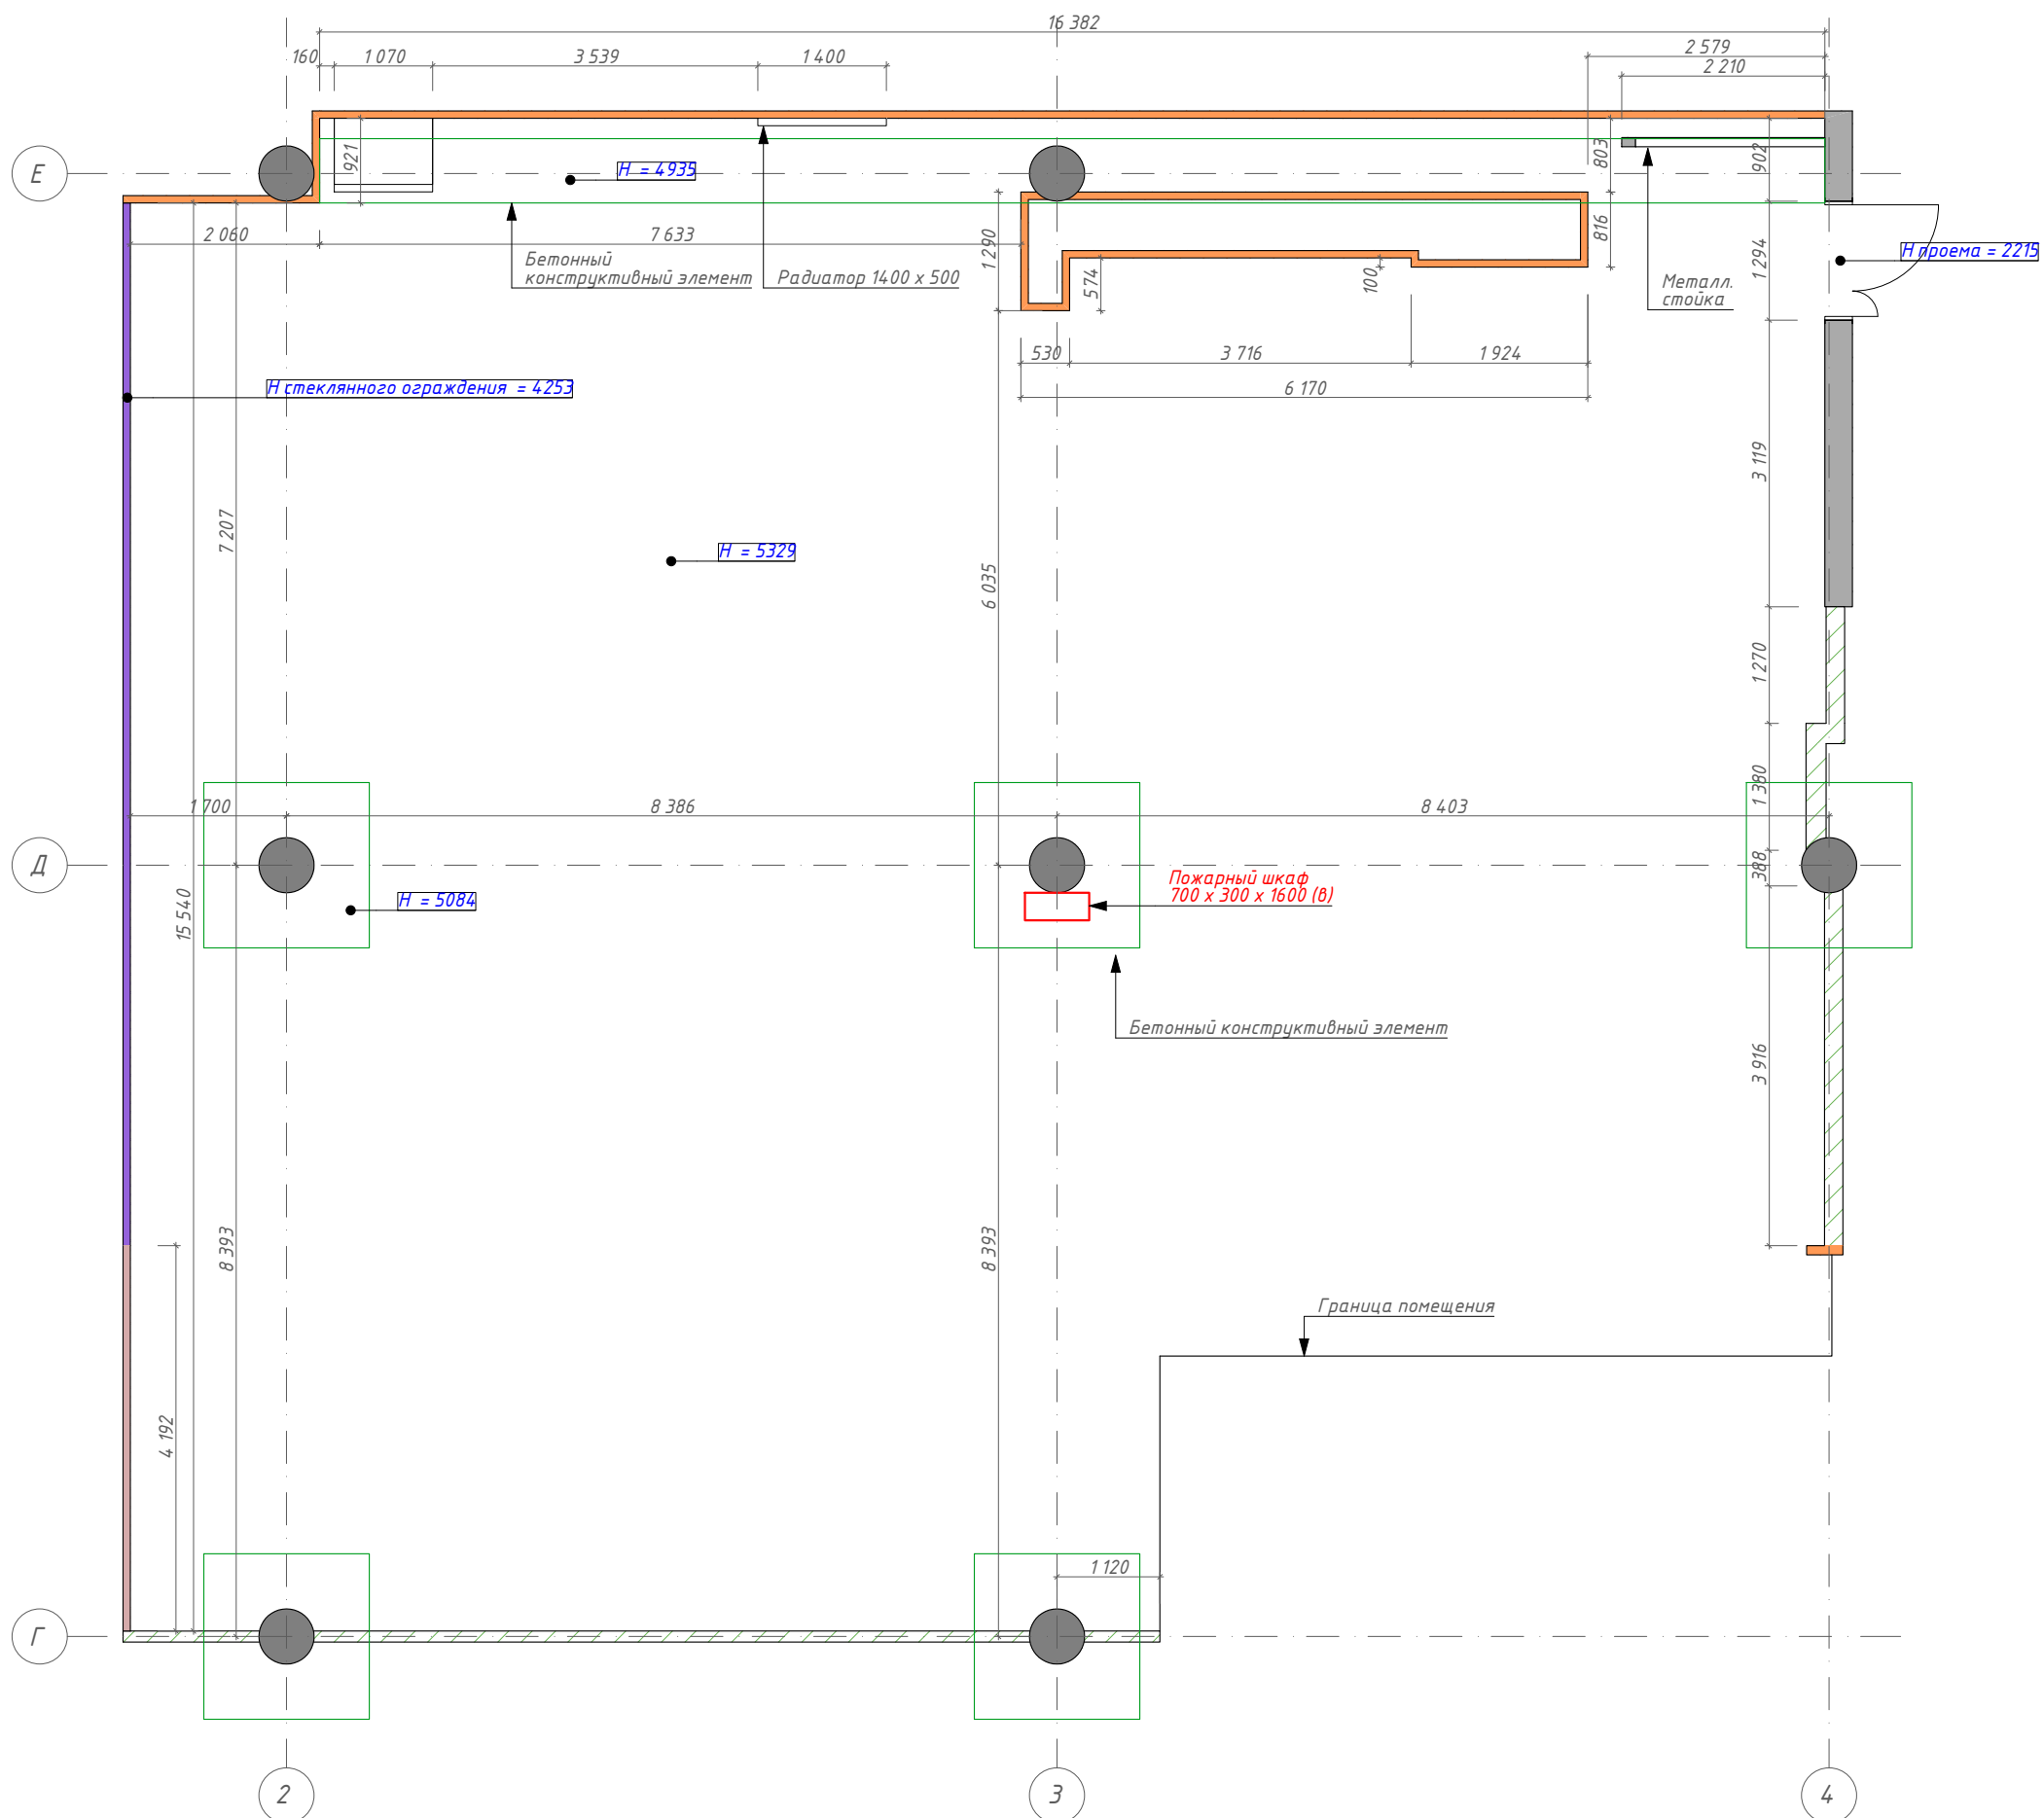 16 382
2 579
160
1 070
3 539
1 400
2 210
Е
921
Н = 4935
803
902
2 060
7 633
1 290
816
1 294
Н проема = 2215
Бетонный
конструктивный элемент
Радиатор 1400 х 500
574
100
Металл.
стойка
530
3 716
1 924
Н стеклянного ограждения = 4253
6 170
3 119
7 207
Н = 5329
6 035
1 270
1 700
8 386
8 403
1 380
Д
388
Пожарный шкаф
700 х 300 х 1600 (в)
15 540
Н = 5084
Бетонный конструктивный элемент
3 916
8 393
8 393
Граница помещения
4 192
1 120
Г
2
3
4